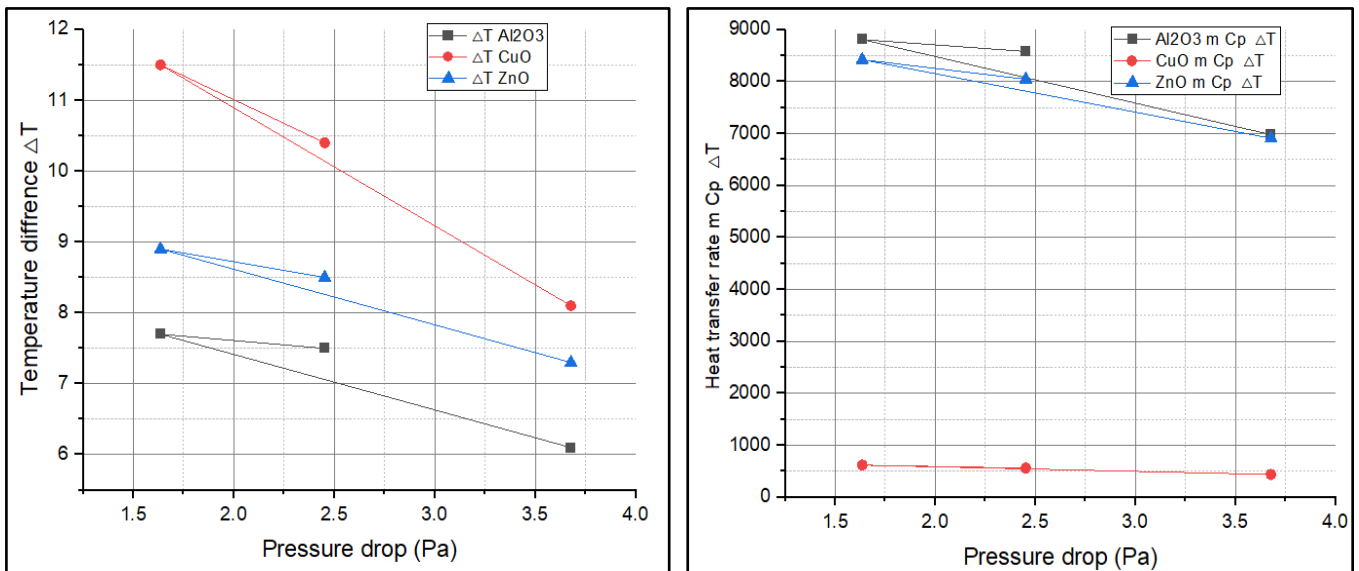 12
11
10
9
8
7
6
Temperature diffrence △T
△T Al2O3
△T CuO
△T ZnO
1.5 2.0 2.5 3.0 3.5 4.0
Pressure drop (Pa)
9000
8000
7000
6000
5000
4000
3000
2000
1000
0
Heat transfer rate m Cp △T
Al2O3 m Cp △T
CuO m Cp △T
ZnO m Cp △T
1.5 2.0 2.5 3.0 3.5 4.0
Pressure drop (Pa)